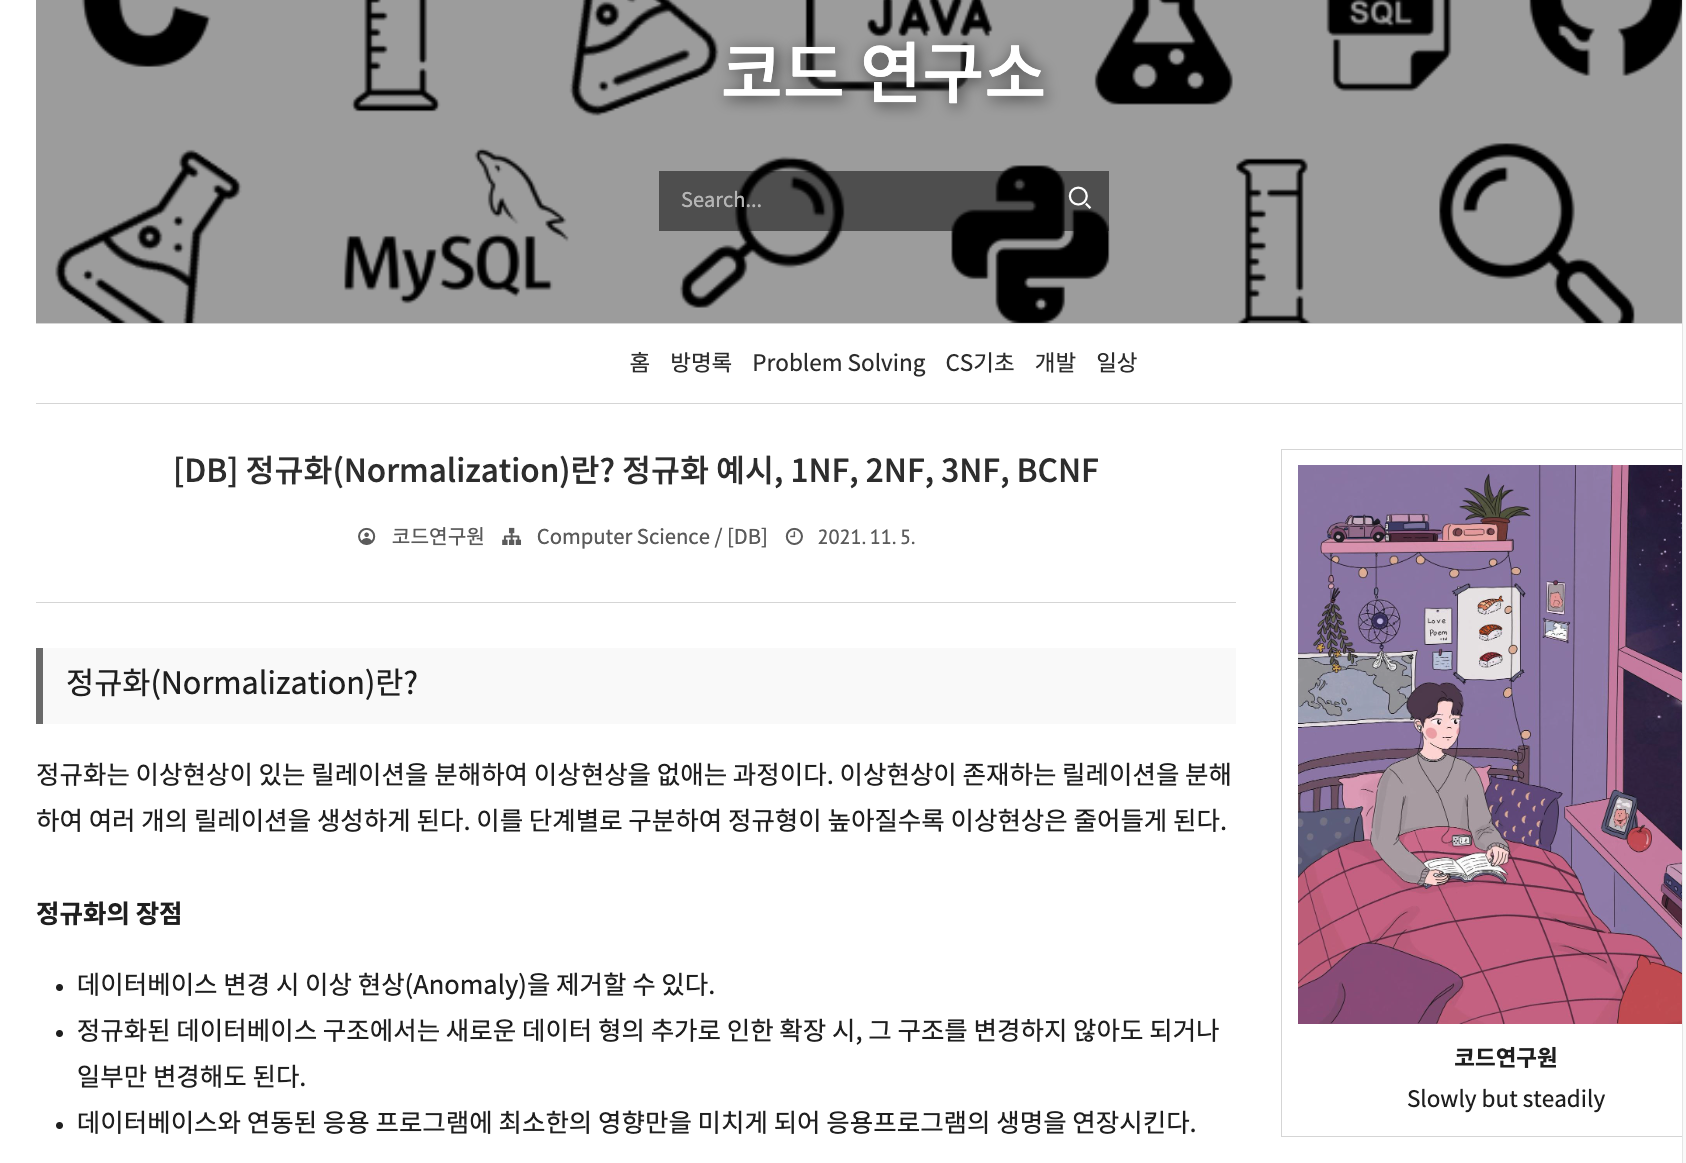 JAVA
SQL
코드 연구소
MySQL
Search...
홈 방명록 Problem Solving CS기초 개발 일상
[DB] 정규화(Normalization)란? 정규화 예시, 1NF, 2NF, 3NF, BCNF
코드연구원 Computer Science / [DB] 2021. 11. 5.
정규화(Normalization)란?
정규화는 이상현상이 있는 릴레이션을 분해하여 이상현상을 없애는 과정이다. 이상현상이 존재하는 릴레이션을 분해
하여 여러 개의 릴레이션을 생성하게 된다. 이를 단계별로 구분하여 정규형이 높아질수록 이상현상은 줄어들게 된다.
정규화의 장점
• 데이터베이스 변경 시 이상 현상(Anomaly)을 제거할 수 있다.
• 정규화된 데이터베이스 구조에서는 새로운 데이터 형의 추가로 인한 확장 시, 그 구조를 변경하지 않아도 되거나
일부만 변경해도 된다.
• 데이터베이스와 연동된 응용 프로그램에 최소한의 영향만을 미치게 되어 응용프로그램의 생명을 연장시킨다.
Love
Poem
코드연구원
Slowly but steadily